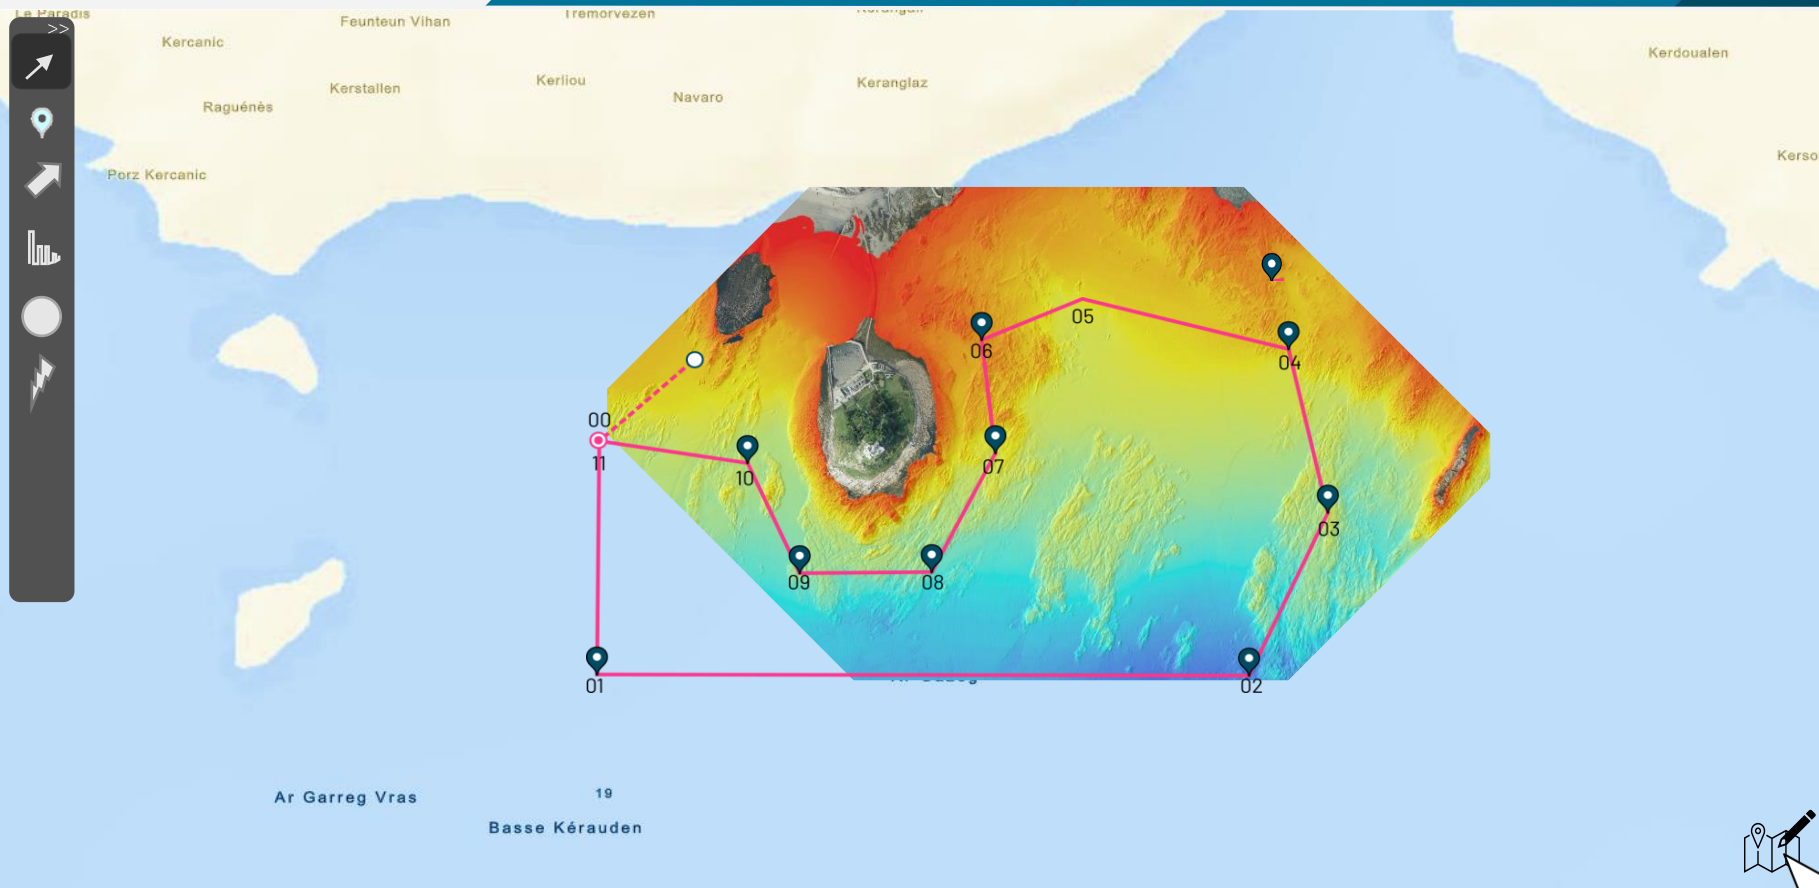 Le Paradis
Feunteun Vihan
Tremorvezen
Kercanic
Kerdoualen
Kerstallen
Kerliou
Keranglaz
Navaro
Raguénès
Porz Kercanic
Kerso
>>
05
06
04
00
11
07
10
03
09
08
01
02
Ar Garreg Vras
19
Basse Kérauden